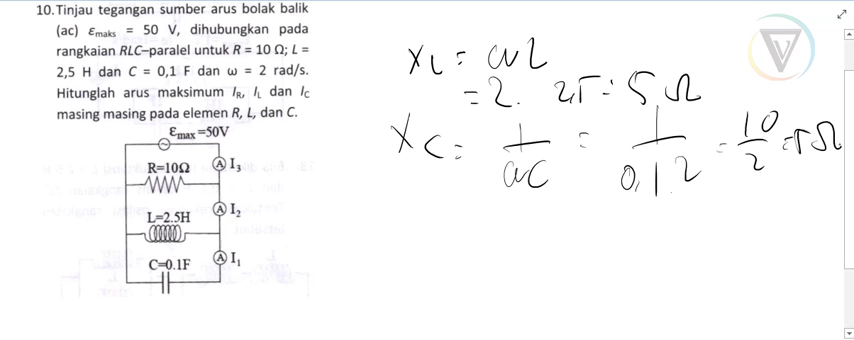 10. Tinjau tegangan sumber arus bolak balik
(ac) εmaks = 50 V, dihubungkan pada
rangkaian RLC–paralel untuk R = 10 Ω; L =
2,5 H dan C = 0,1 F dan ω = 2 rad/s.
Hitunglah arus maksimum IR, IL dan IC
masing masing pada elemen R, L, dan C.
εmax=50V
R=10Ω
A I3
L=2.5H
A I2
C=0.1F
A I1
XL = ωL
= 2. 2,5 = 5 Ω
XC = 1/ωC = 1/0,1 2 = 10/2 = 5Ω
V